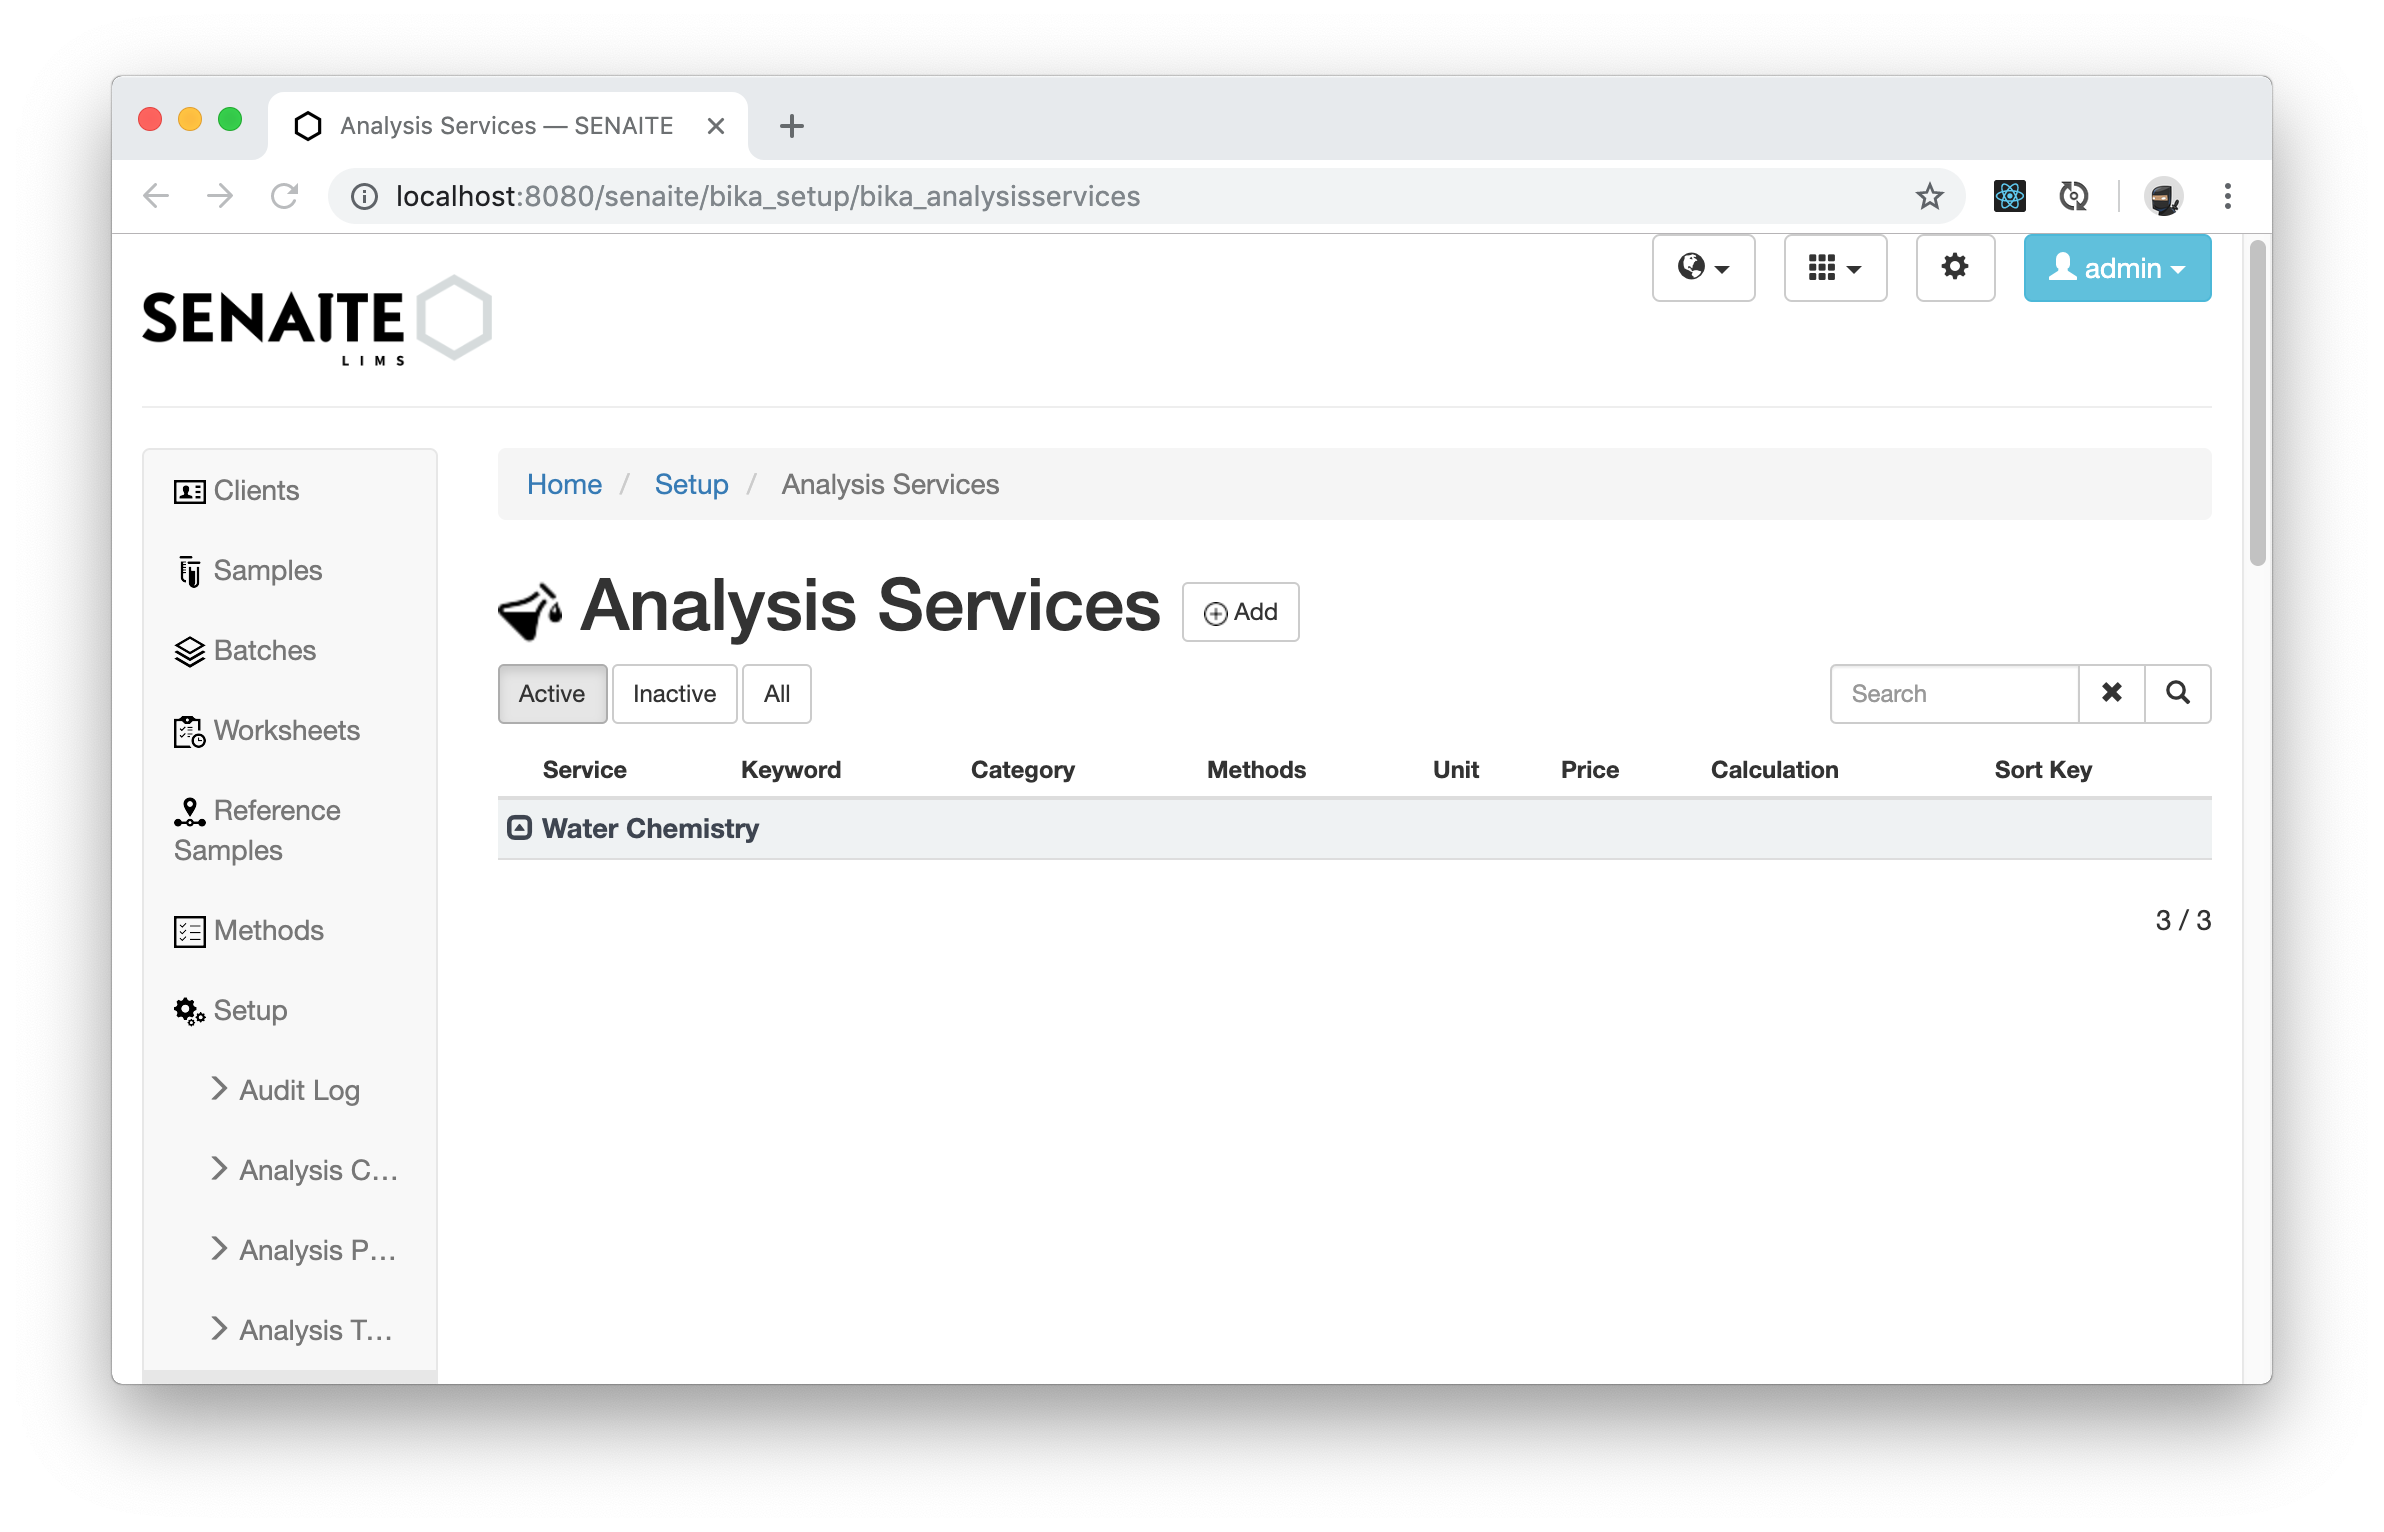 Analysis Services — SENAITE
localhost:8080/senaite/bika_setup/bika_analysisservices
admin
SENAITE
LIMS
Clients
Samples
Batches
Worksheets
Reference
Samples
Methods
Setup
Audit Log
Analysis C...
Analysis P...
Analysis T...
Home / Setup / Analysis Services
Analysis Services Add
Active Inactive All Search
Service Keyword Category Methods Unit Price Calculation Sort Key
Water Chemistry
3 / 3